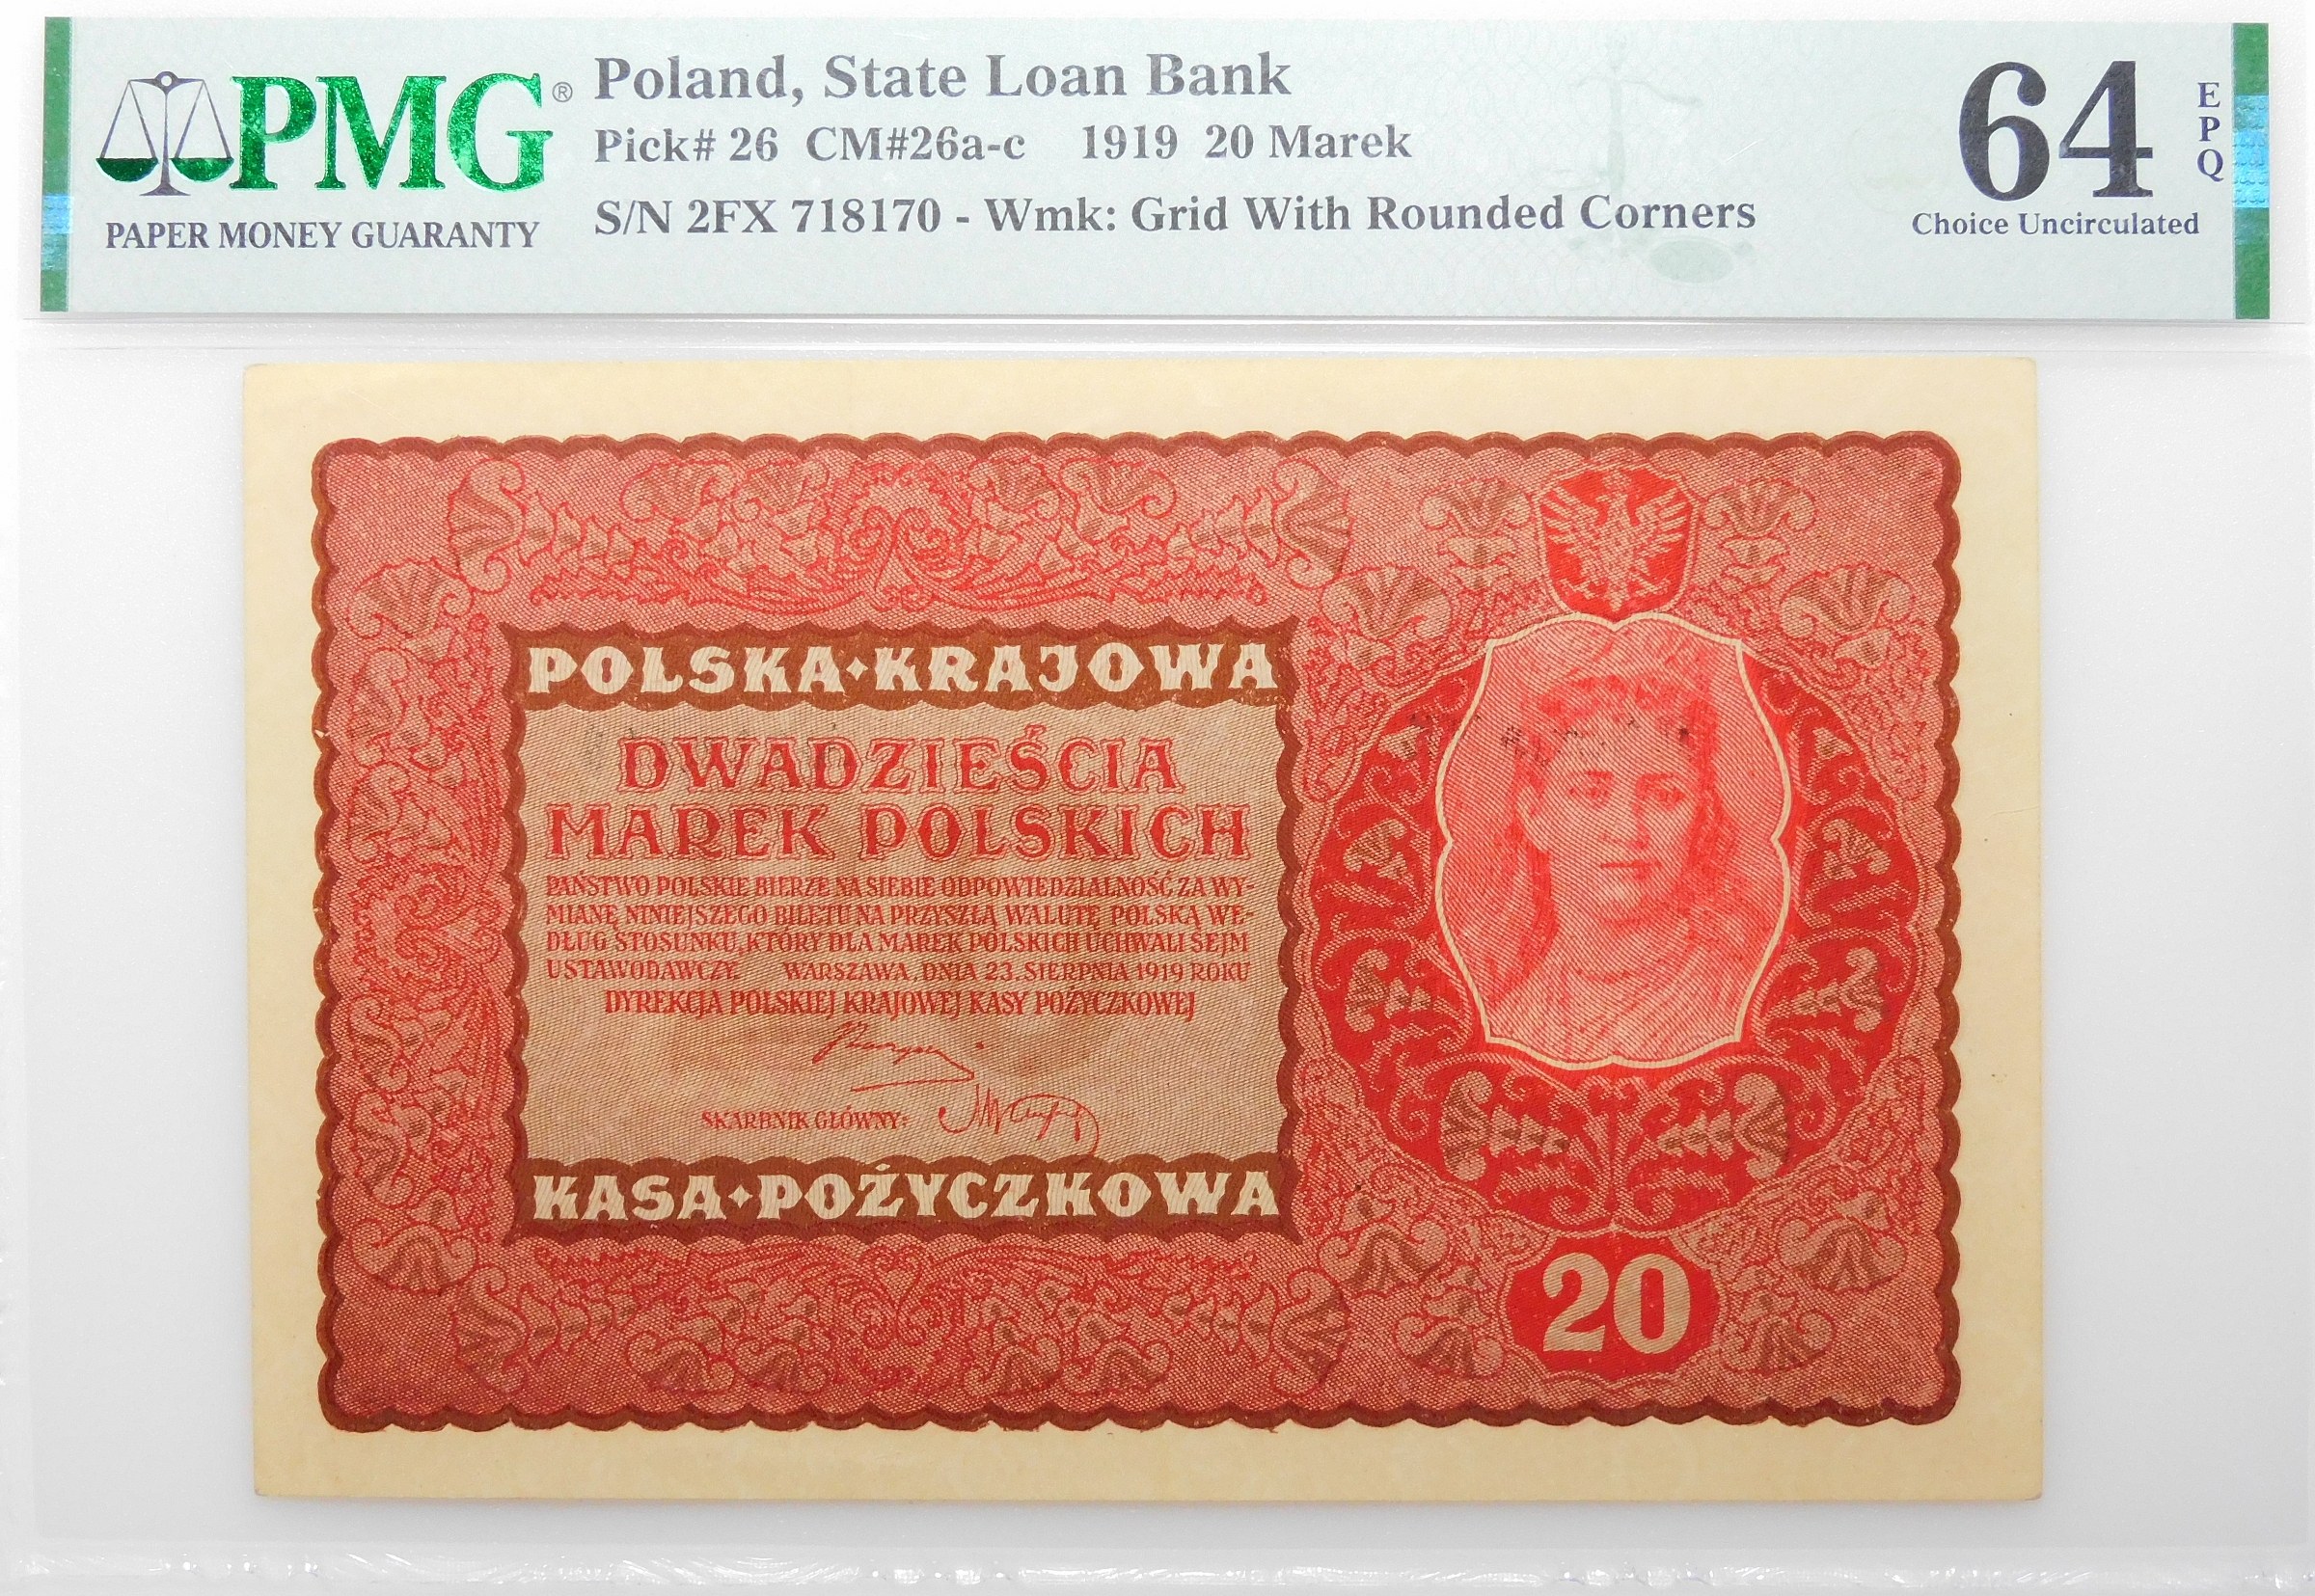 PMG®
PAPER MONEY GUARANTY
Poland, State Loan Bank
Pick# 26 CM#26a-c 1919 20 Marek
S/N 2FX 718170 - Wmk: Grid With Rounded Corners
64
EPQ
Choice Uncirculated
POLSKA·KRAJOWA
DWADZIEŚCIA
MAREK POLSKICH
PAŃSTWO POLSKIE BIERZE NA SIEBIE ODPOWIEDZIALNOŚĆ ZA WY-
MIANĘ NINIEJSZEGO BILETU NA PRZYSZŁĄ WALUTĘ POLSKĄ WE-
DŁUG STOSUNKU, KTÓRY DLA MAREK POLSKICH UCHWALI SEJM
USTAWODAWCZY. WARSZAWA, DNIA 23. SIERPNIA 1919 ROKU
DYREKCJA POLSKIEJ KRAJOWEJ KASY POŻYCZKOWEJ
SKARBNIK GŁÓWNY:
KASA·POŻYCZKOWA
20